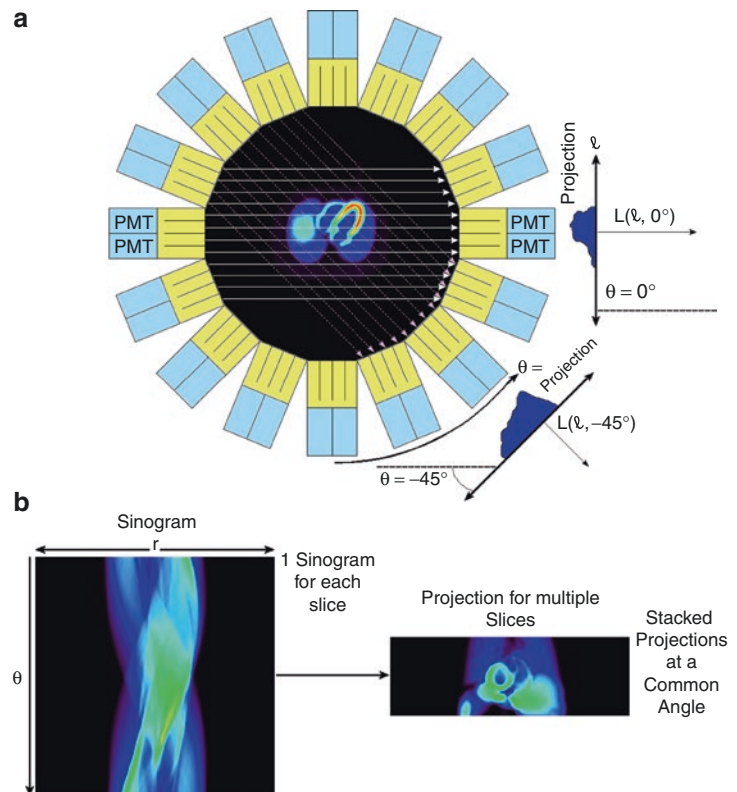 a
PMT
PMT
PMT
PMT
Projection
ℓ
L(ℓ, 0°)
θ = 0°
θ =
Projection
L(ℓ,−45°)
θ = −45°
b
Sinogram
r
θ
1 Sinogram
for each
slice
Projection for multiple
Slices
Stacked
Projections
at a
Common
Angle